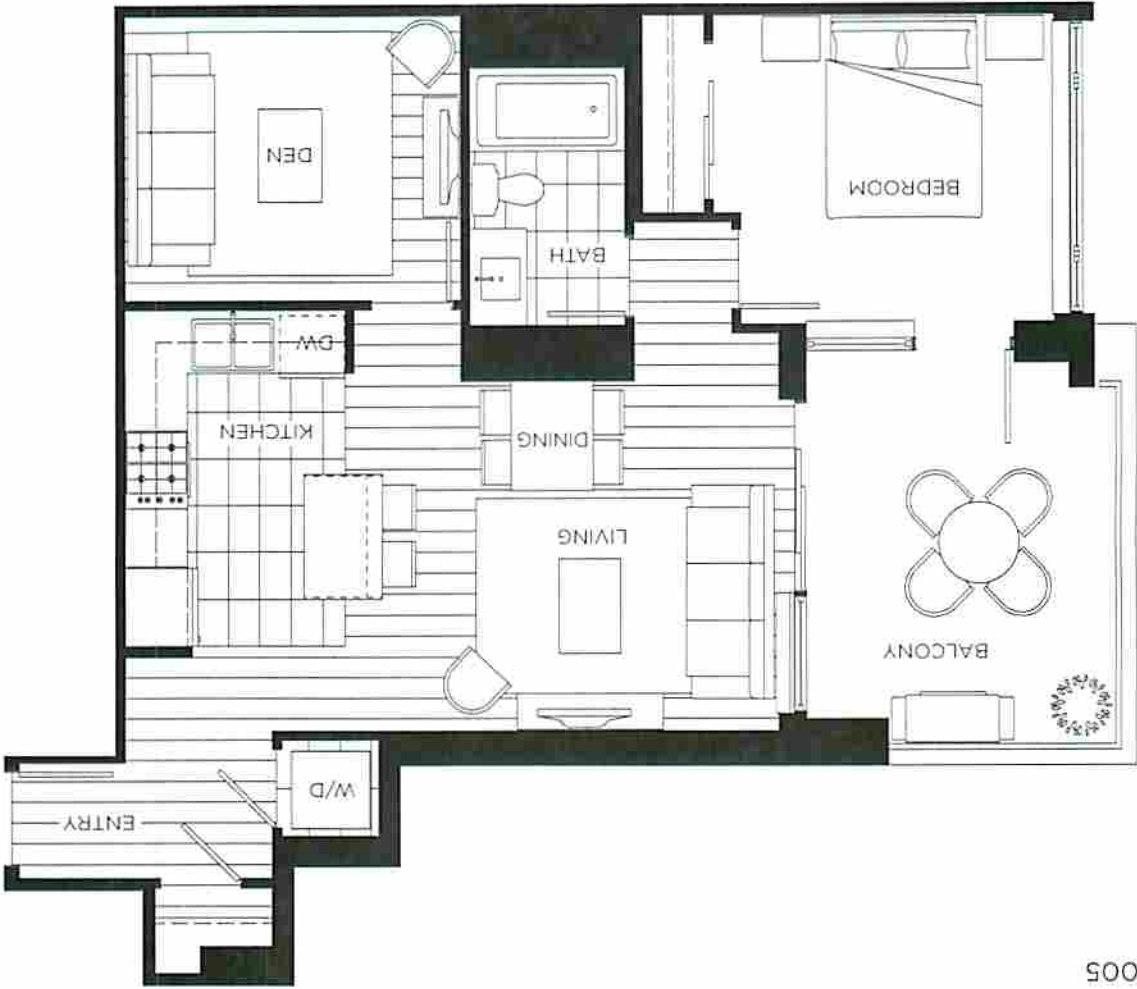 005
ENTRY
W/D
BALCONY
LIVING
DINING
KITCHEN
DW
BATH
BEDROOM
DEN